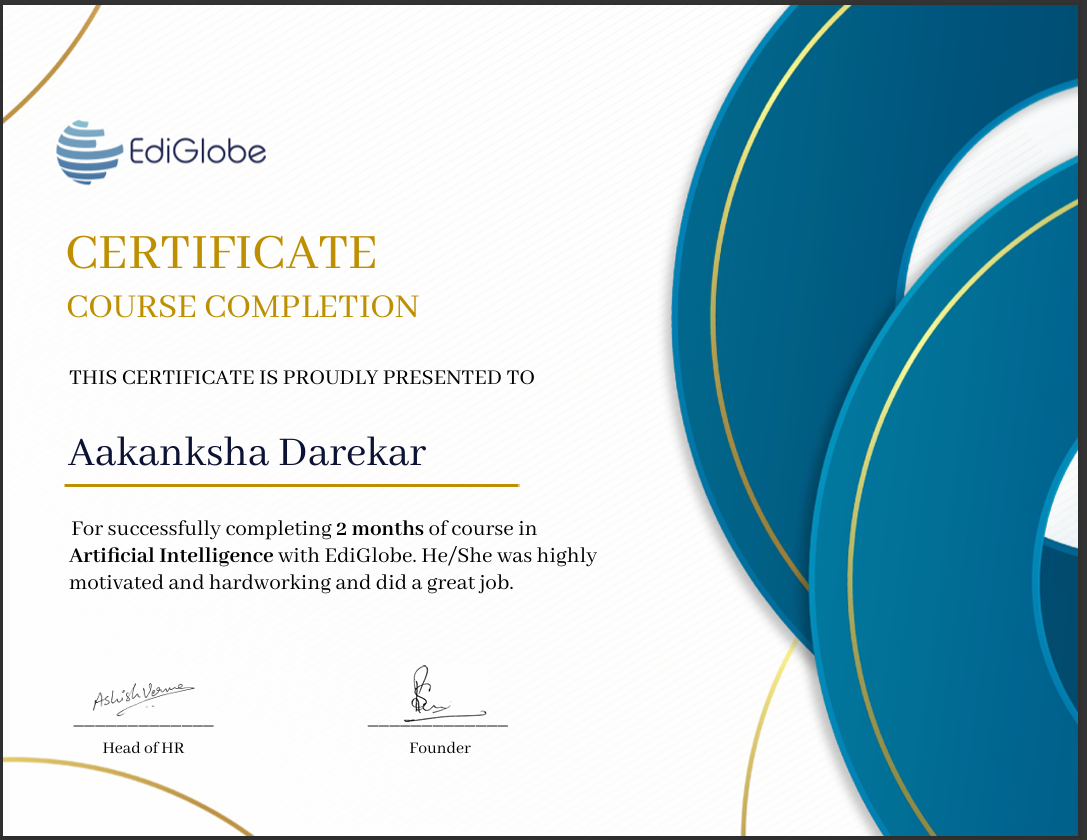 EdiGlobe
CERTIFICATE
COURSE COMPLETION
THIS CERTIFICATE IS PROUDLY PRESENTED TO
Aakanksha Darekar
For successfully completing 2 months of course in
Artificial Intelligence with EdiGlobe. He/She was highly
motivated and hardworking and did a great job.
Ashish Verma
Head of HR
Founder